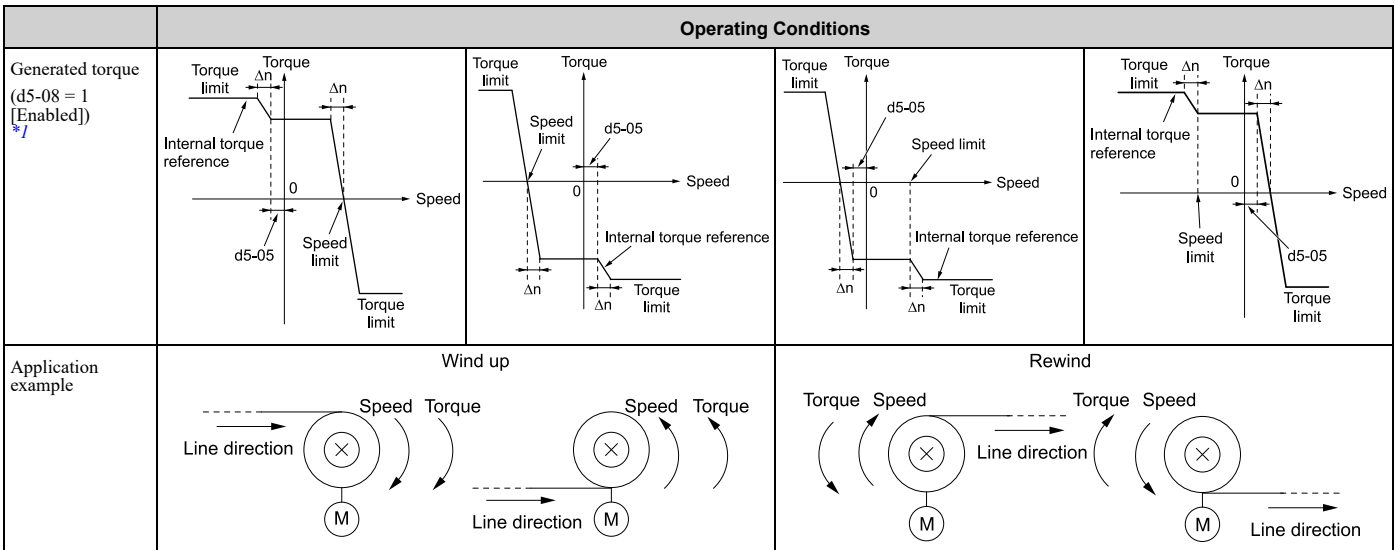 Operating Conditions
Generated torque
(d5-08 = 1
[Enabled])
*1
Torque
limit
Δn
Torque
Δn
Internal torque
reference
0
Speed
d5-05
Speed
limit
Torque
limit
Torque
limit
Torque
Speed
limit
d5-05
0
Speed
Internal torque reference
Δn
Δn
Torque
limit
Torque
limit
Torque
d5-05
Speed limit
0
Speed
Internal torque reference
Δn
Δn
Torque
limit
Torque
limit
Δn
Torque
Δn
Internal torque
reference
0
Speed
Speed
limit
d5-05
Torque
limit
Application
example
Wind up
Speed Torque
Line direction
M
Speed Torque
Line direction
M
Rewind
Torque Speed
Line direction
M
Torque Speed
Line direction
M